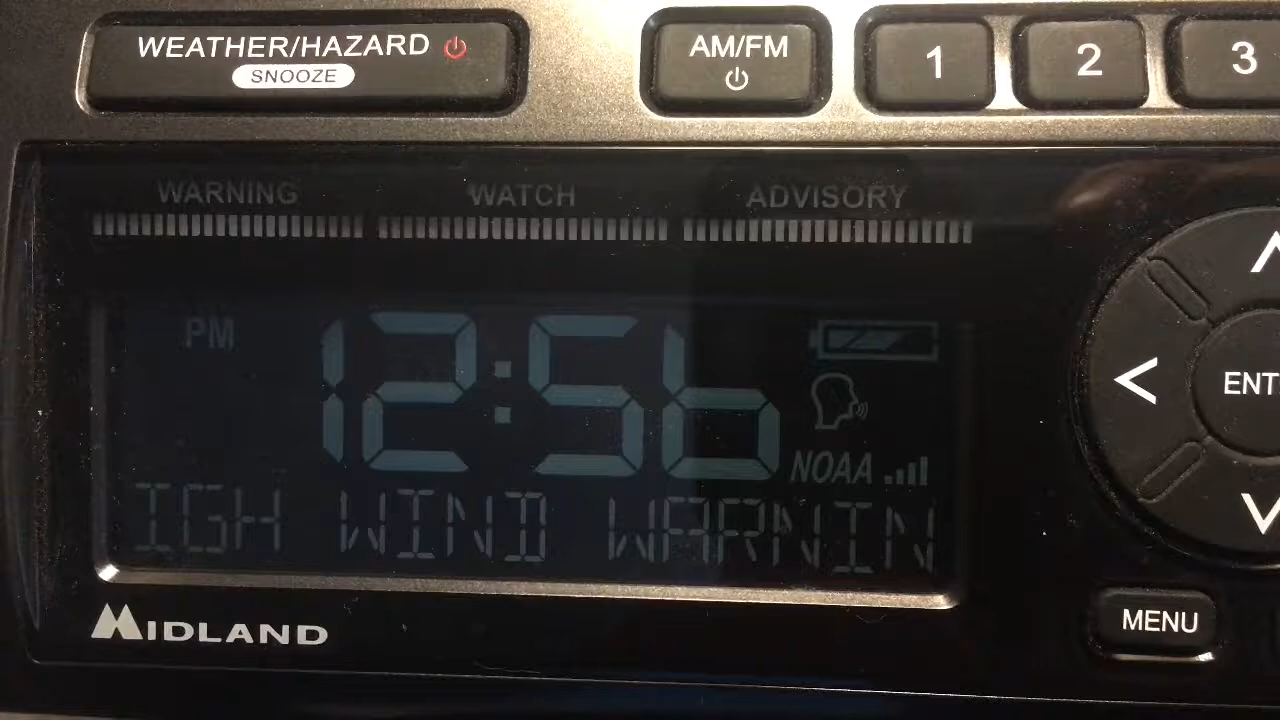 WEATHER/HAZARD
SNOOZE
AM/FM
1
2
3
WARNING
WATCH
ADVISORY
PM
12:56
NOAA
IGH WIND WARNIN
ENT
MENU
MIDLAND